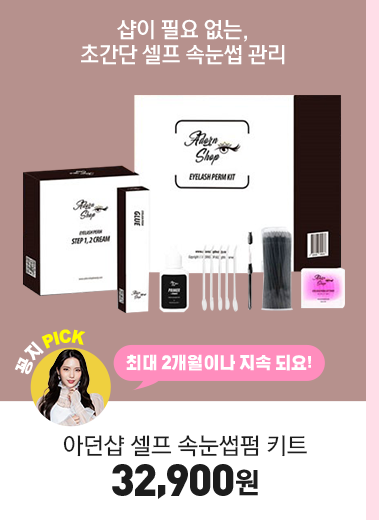 샵이 필요 없는,
초간단 셀프 속눈썹 관리
Adorn
Shop
EYELASH PERM KIT
Adorn
Shop
EYELASH PERM
STEP 1, 2 CREAM
GLUE
PRIMER
꽁지 PICK
최대 2개월이나 지속 되요!
아던샵 셀프 속눈썹펌 키트
32,900원